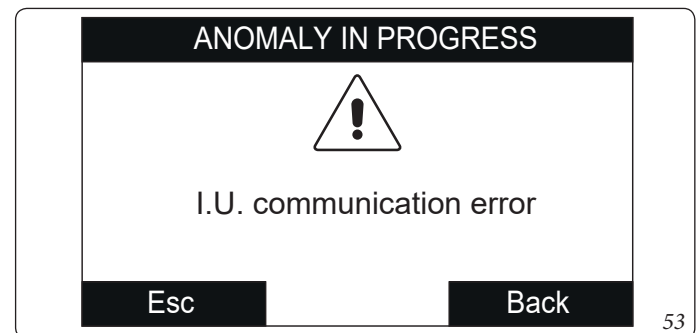 ANOMALY IN PROGRESS
!
I.U. communication error
Esc Back
53